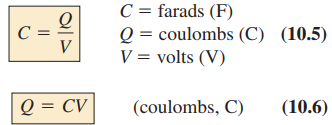 C = Q/V
C = farads (F)
Q = coulombs (C) (10.5)
V = volts (V)
Q = CV (coulombs, C) (10.6)